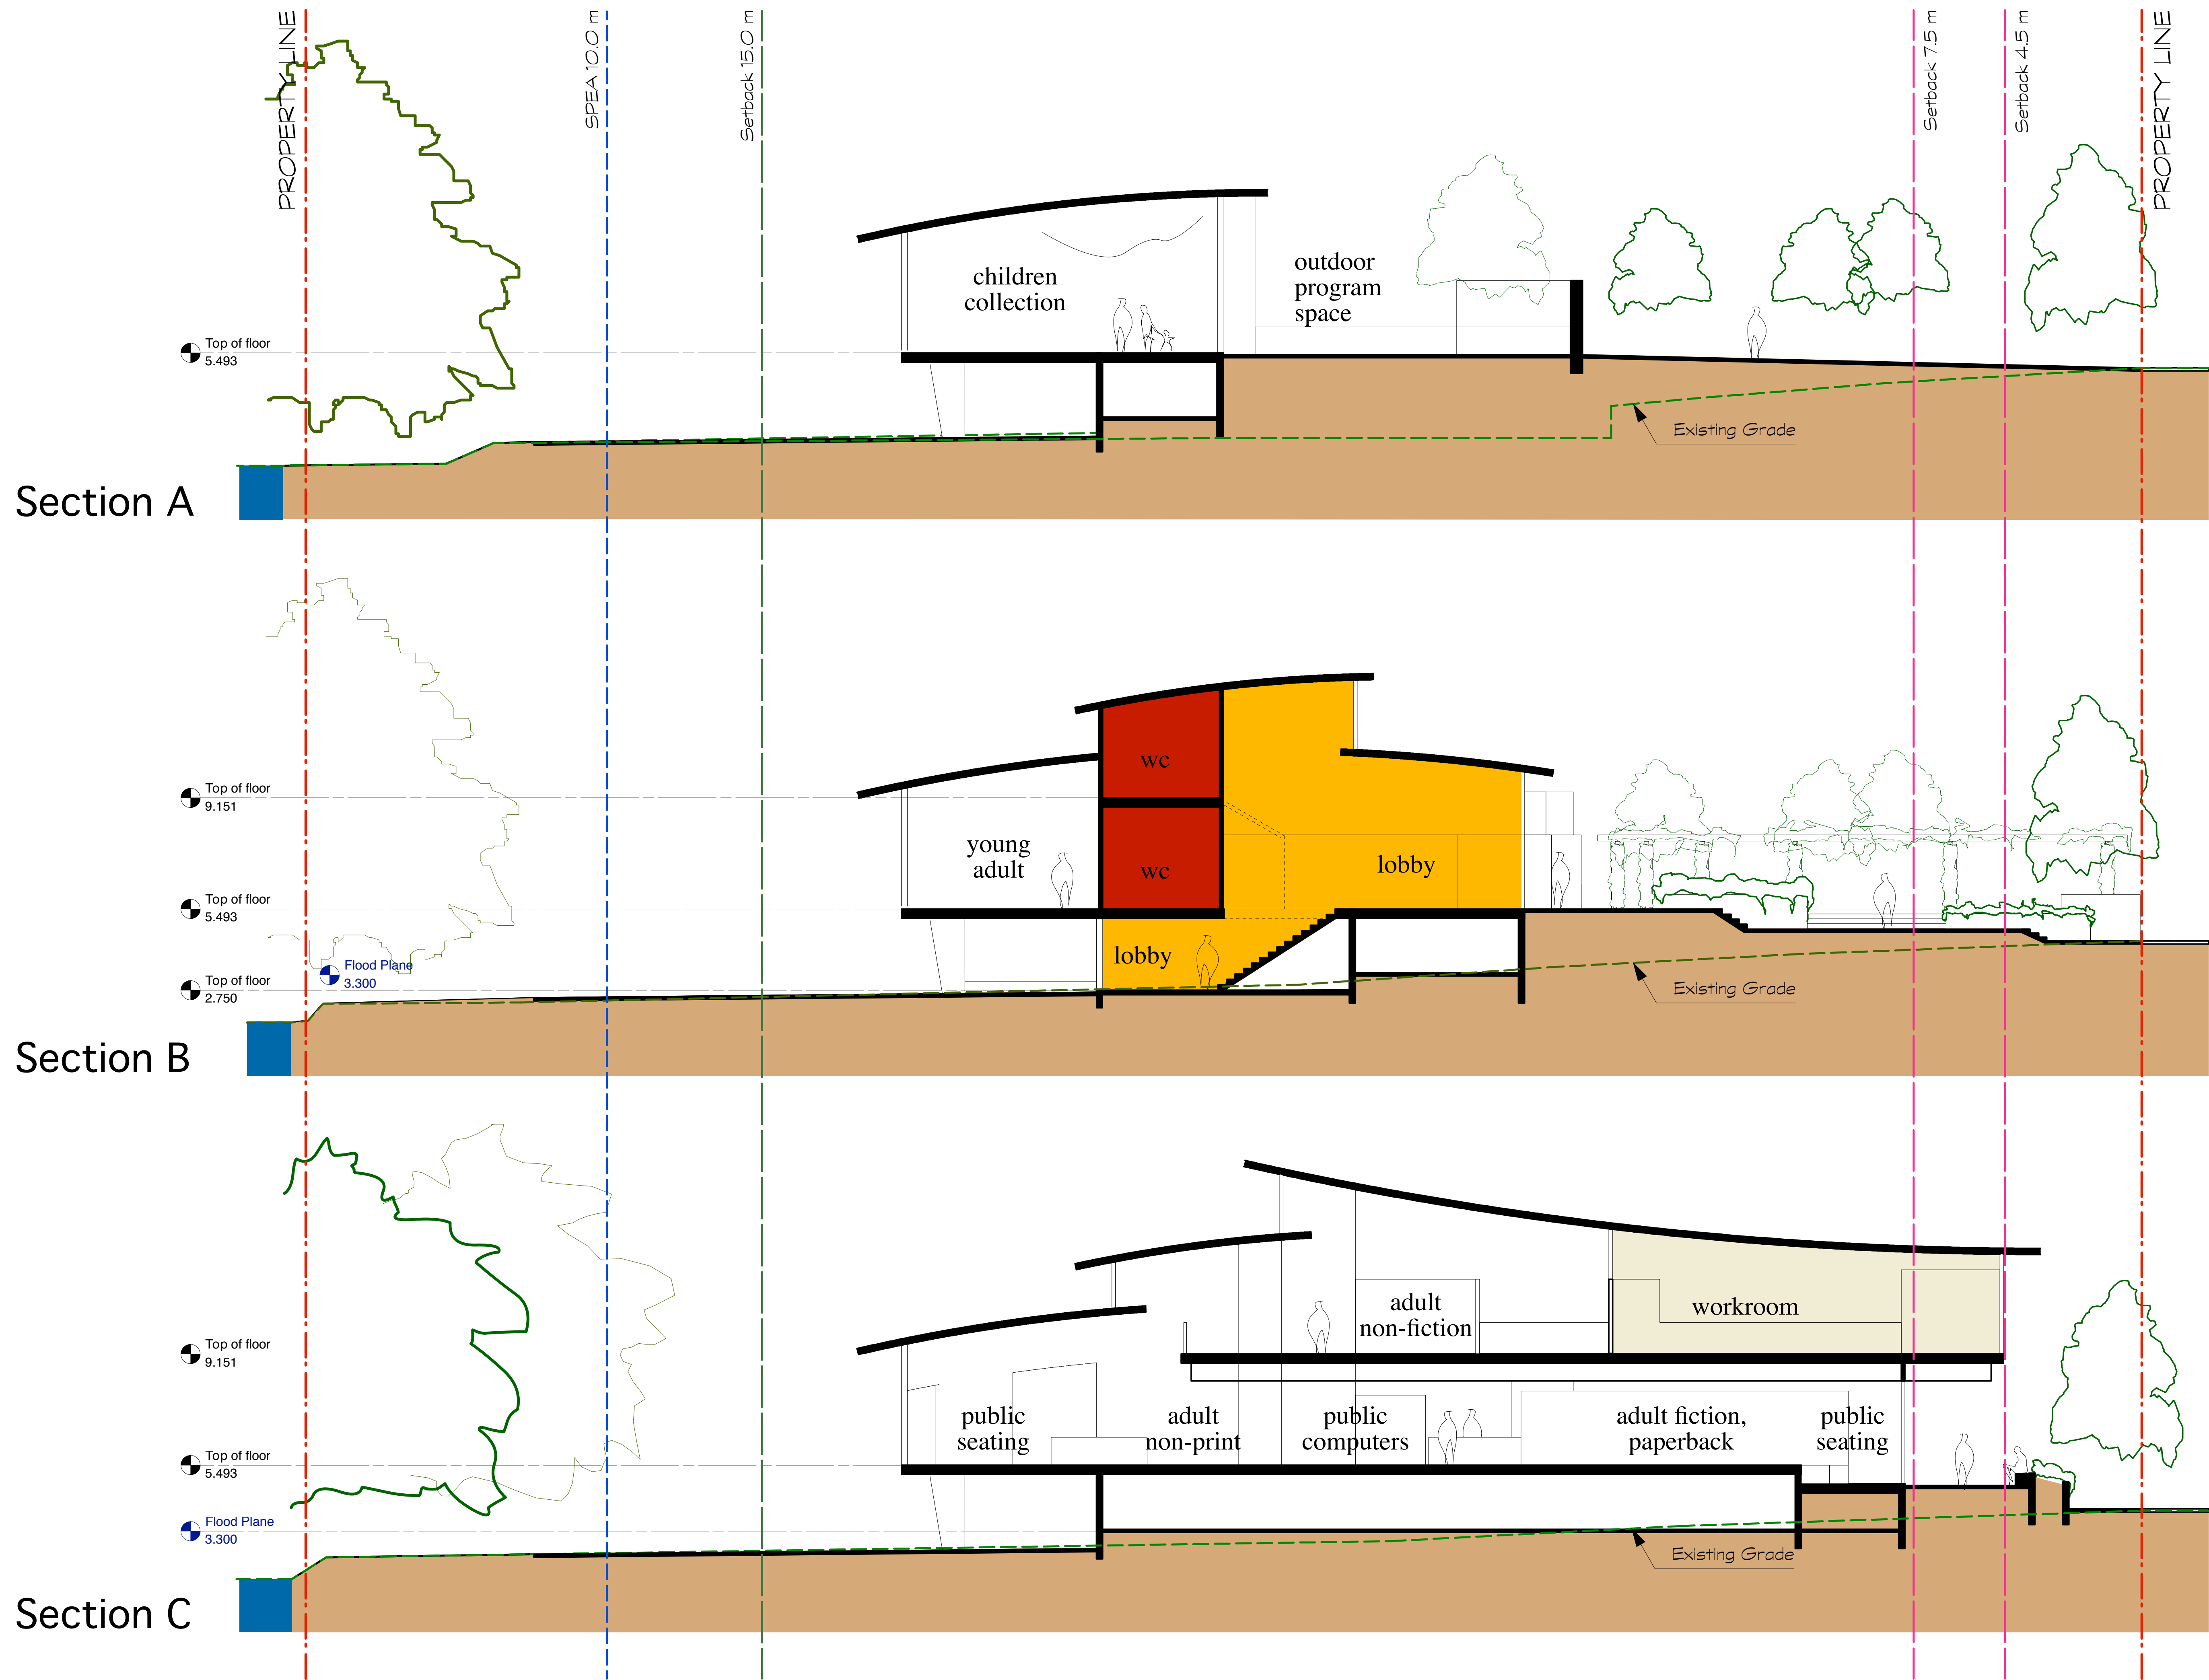 PROPERTY LINE
SPEA 10.0 m
Setback 15.0 m
Setback 7.5 m
Setback 4.5 m
PROPERTY LINE
children
collection
outdoor
program
space
Top of floor
5.493
Existing Grade
Section A
wc
Top of floor
9.151
young
adult
wc
lobby
Top of floor
5.493
lobby
Flood Plane
3.300
Top of floor
2.750
Existing Grade
Section B
adult
non-fiction
workroom
Top of floor
9.151
public
seating
adult
non-print
public
computers
adult fiction,
paperback
public
seating
Top of floor
5.493
Flood Plane
3.300
Existing Grade
Section C